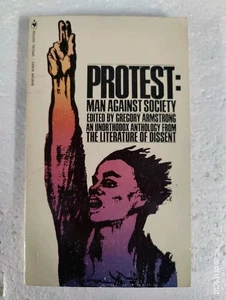 PROTEST:
MAN AGAINST SOCIETY
EDITED BY GREGORY ARMSTRONG
AN UNORTHODOX ANTHOLOGY FROM
THE LITERATURE OF DISSENT